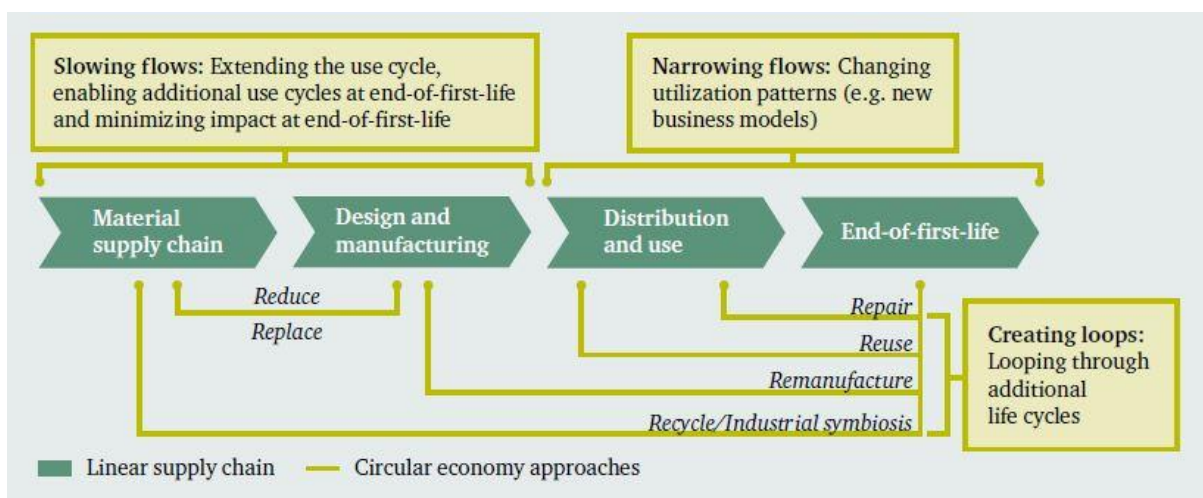 Slowing flows: Extending the use cycle,
enabling additional use cycles at end-of-first-life
and minimizing impact at end-of-first-life
Narrowing flows: Changing
utilization patterns (e.g. new
business models)
Material
supply chain
Design and
manufacturing
Distribution
and use
End-of-first-life
Reduce
Replace
Repair
Reuse
Remanufacture
Recycle/Industrial symbiosis
Creating loops:
Looping through
additional
life cycles
Linear supply chain
Circular economy approaches